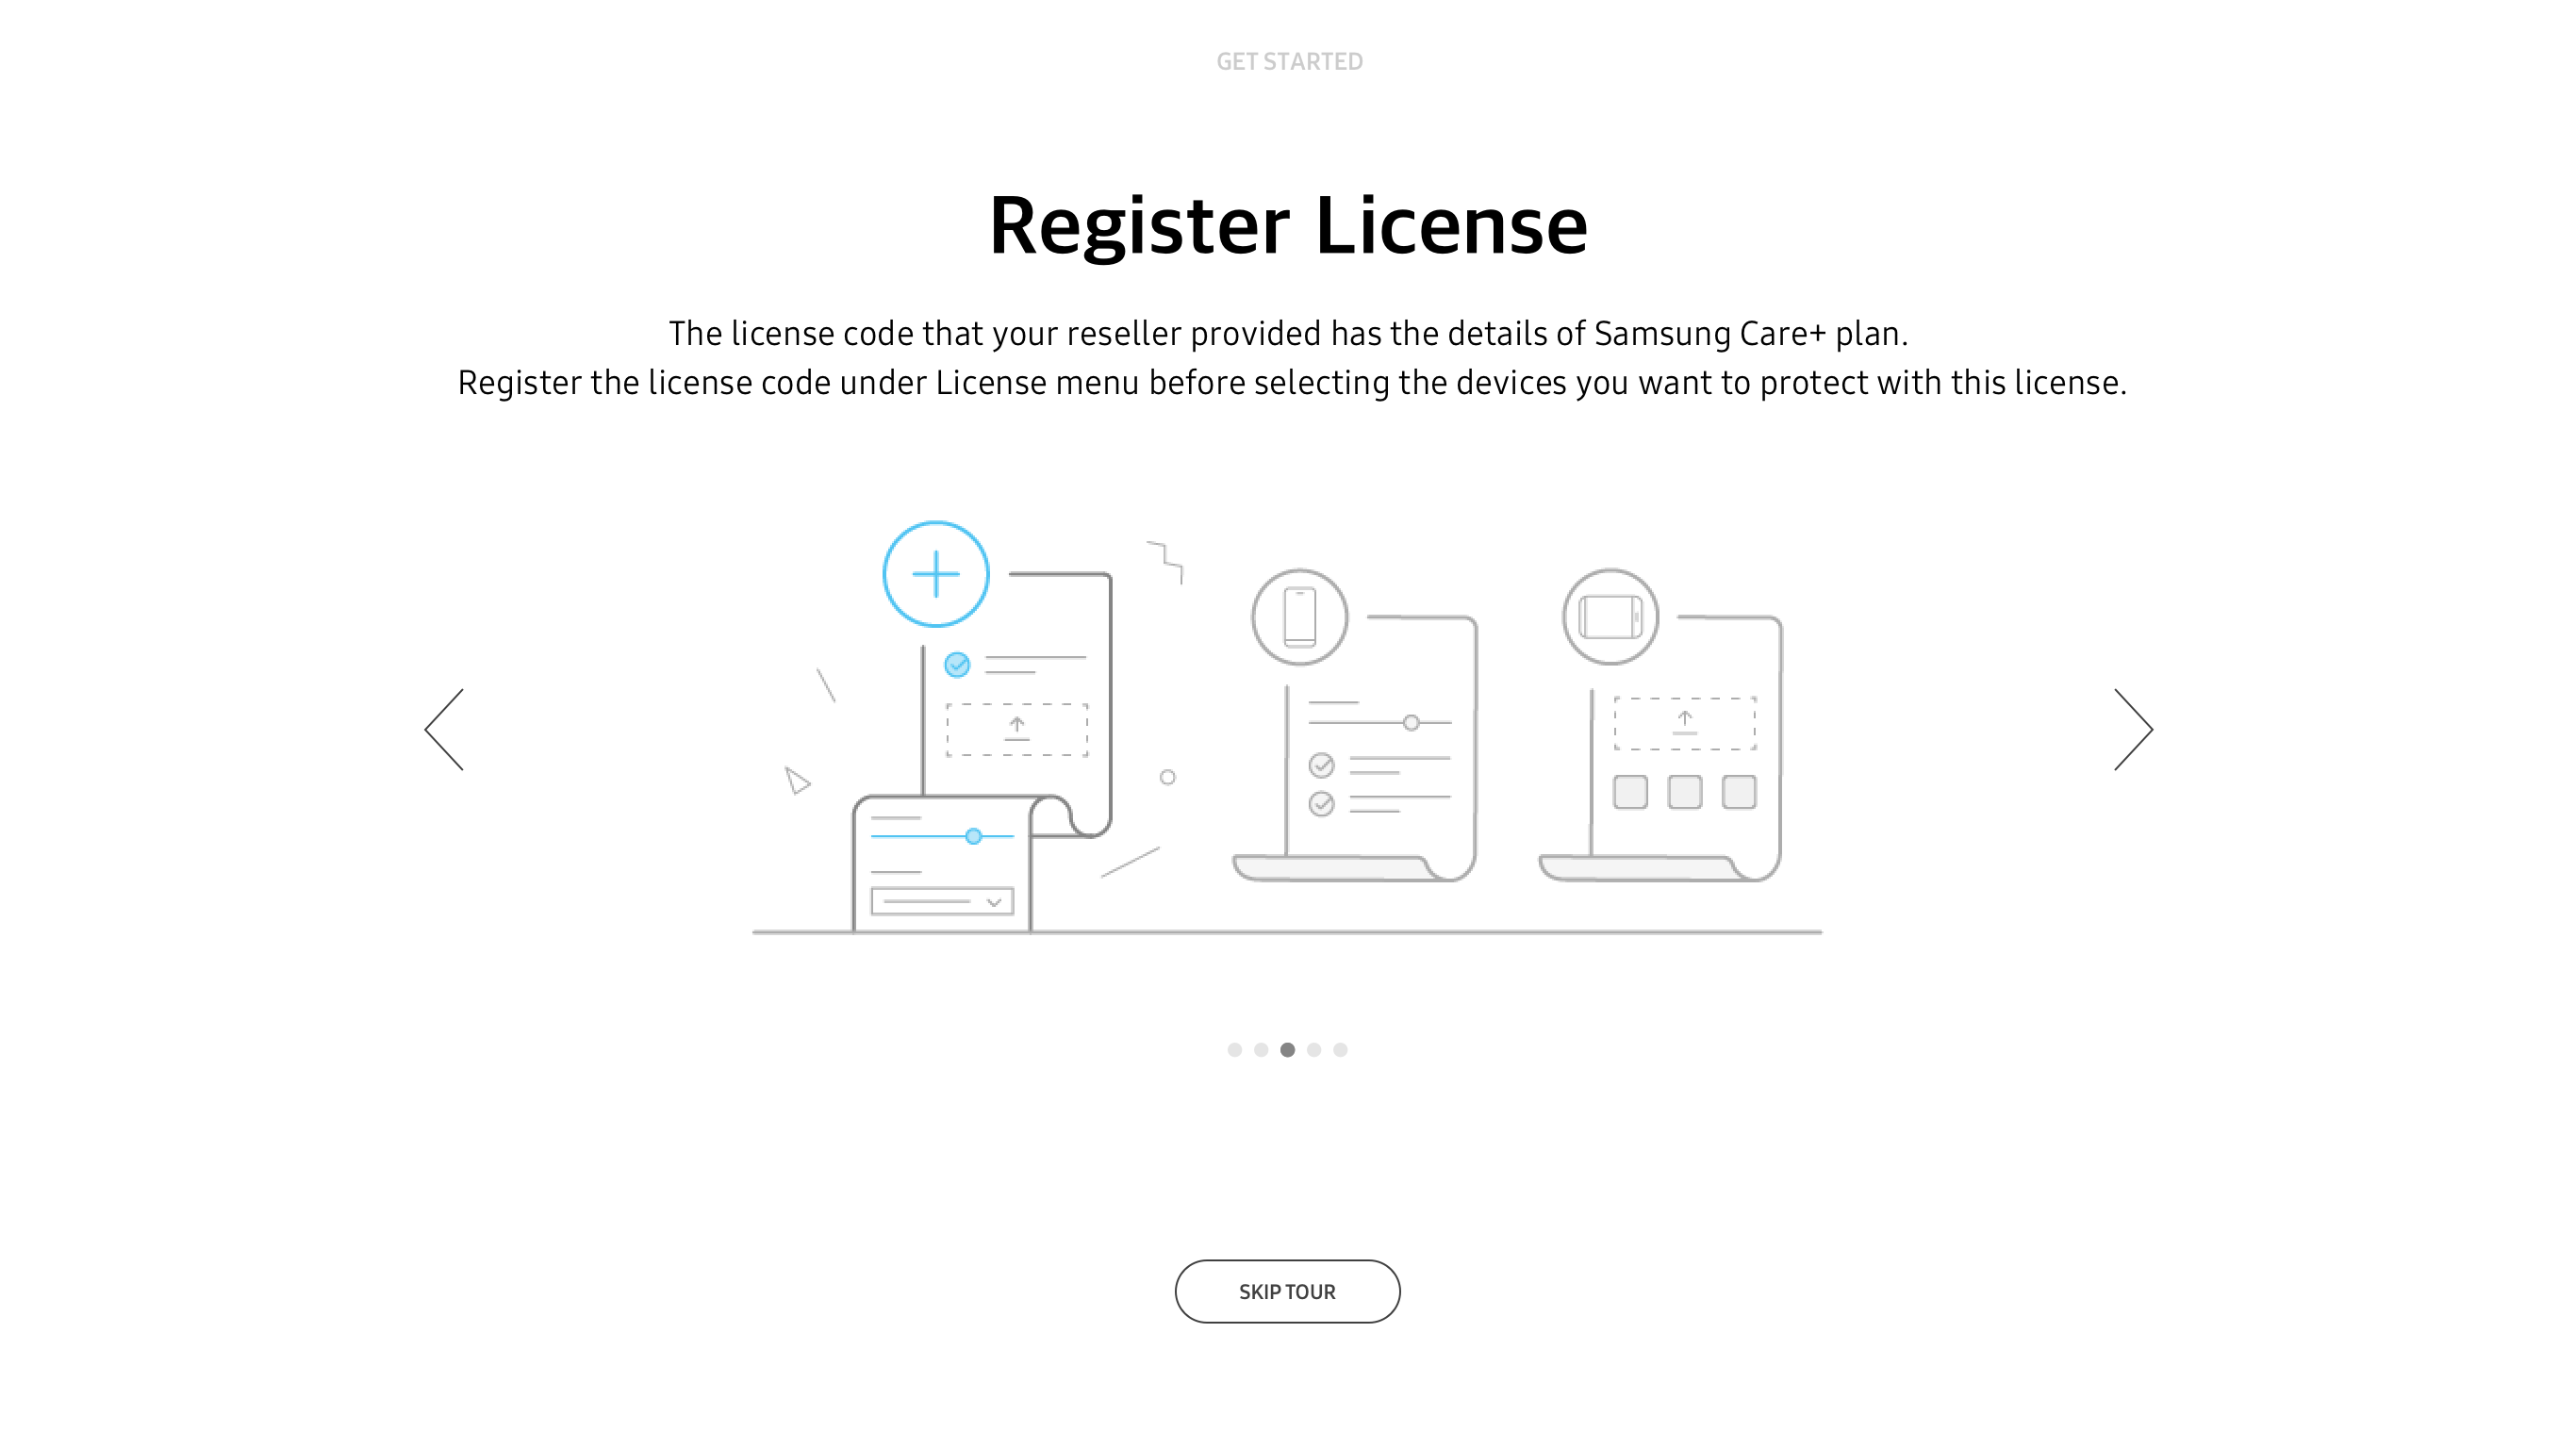 GET STARTED
Register License
The license code that your reseller provided has the details of Samsung Care+ plan.
Register the license code under License menu before selecting the devices you want to protect with this license.
SKIP TOUR